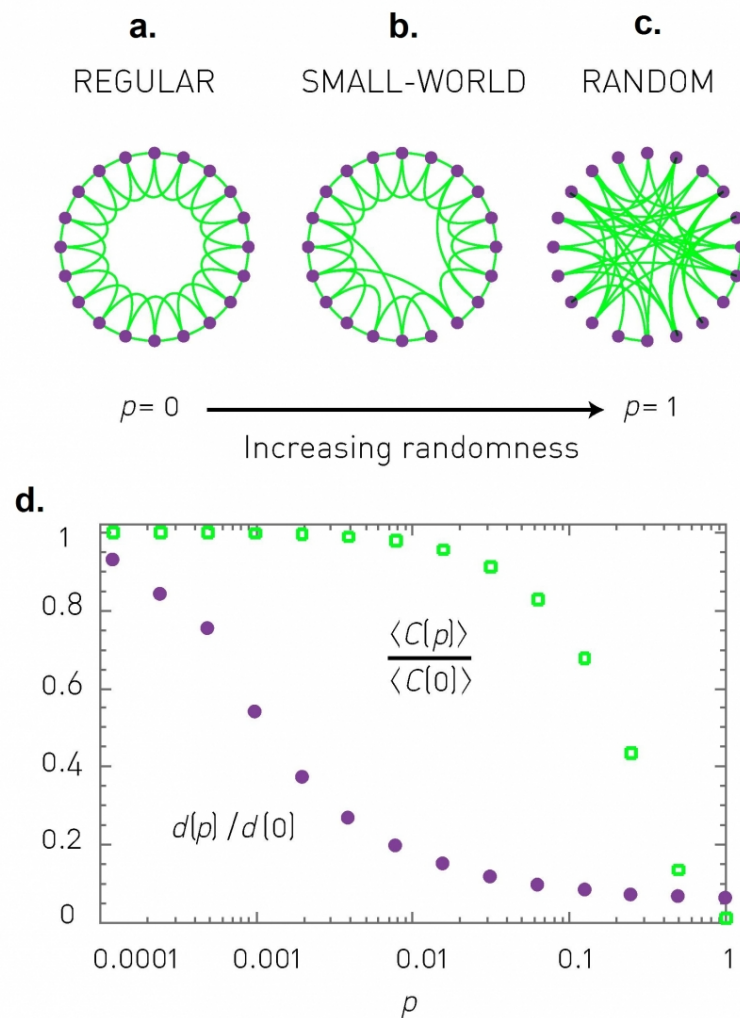 a. b. c.
REGULAR SMALL-WORLD RANDOM
p= 0 p= 1
Increasing randomness
d.
1
0.8
⟨C(p)⟩
⟨C(0)⟩
0.6
0.4
d(p) / d(0)
0.2
0
0.0001 0.001 0.01 0.1 1
p